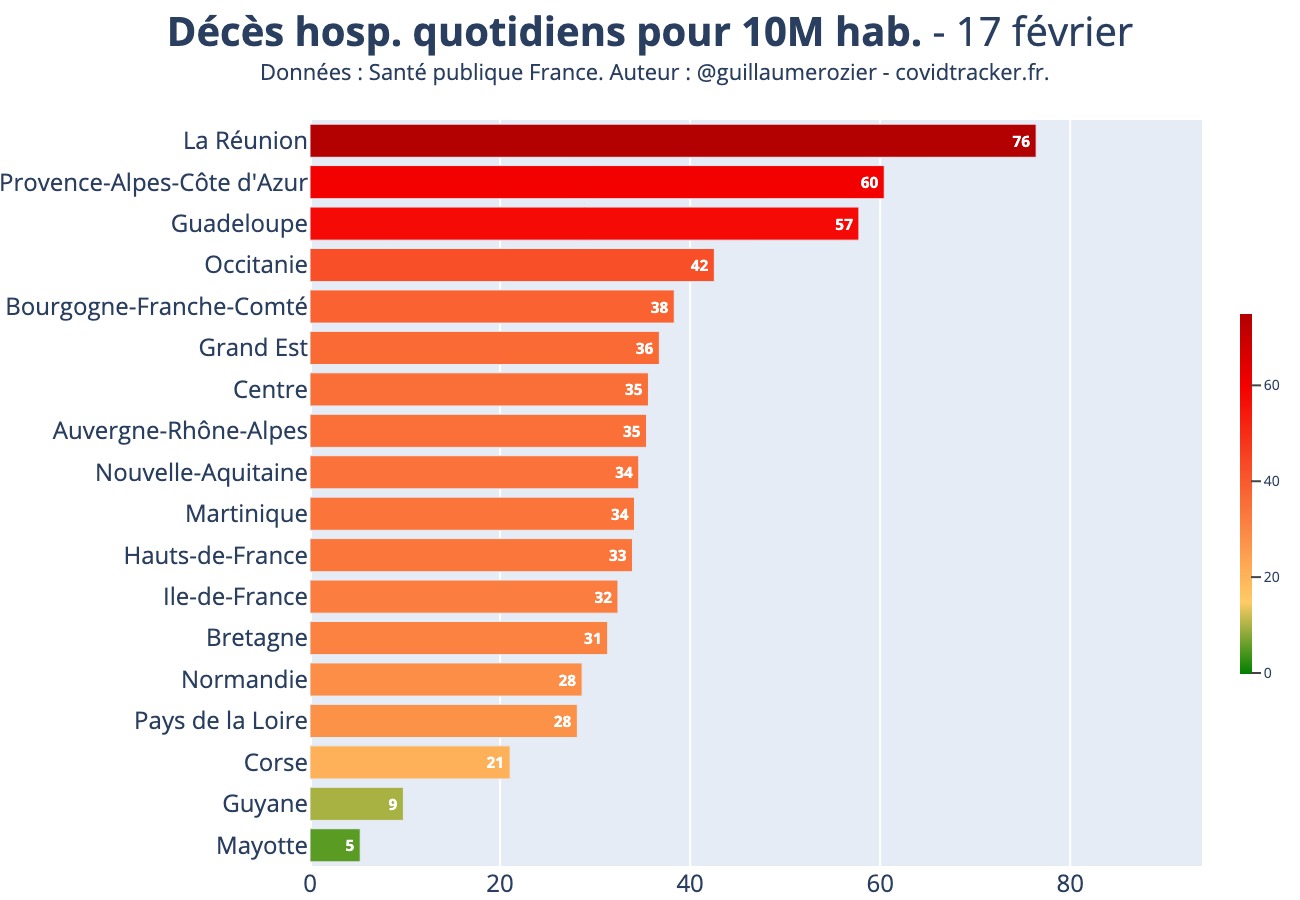 Décès hosp. quotidiens pour 10M hab. - 17 février
Données : Santé publique France. Auteur : @guillaumerozier - covidtracker.fr.
La Réunion 76
Provence-Alpes-Côte d'Azur 60
Guadeloupe 57
Occitanie 42
Bourgogne-Franche-Comté 38
Grand Est 36
Centre 35
Auvergne-Rhône-Alpes 35
Nouvelle-Aquitaine 34
Martinique 34
Hauts-de-France 33
Ile-de-France 32
Bretagne 31
Normandie 28
Pays de la Loire 28
Corse 21
Guyane 9
Mayotte 5
0 20 40 60 80
60
40
20
0